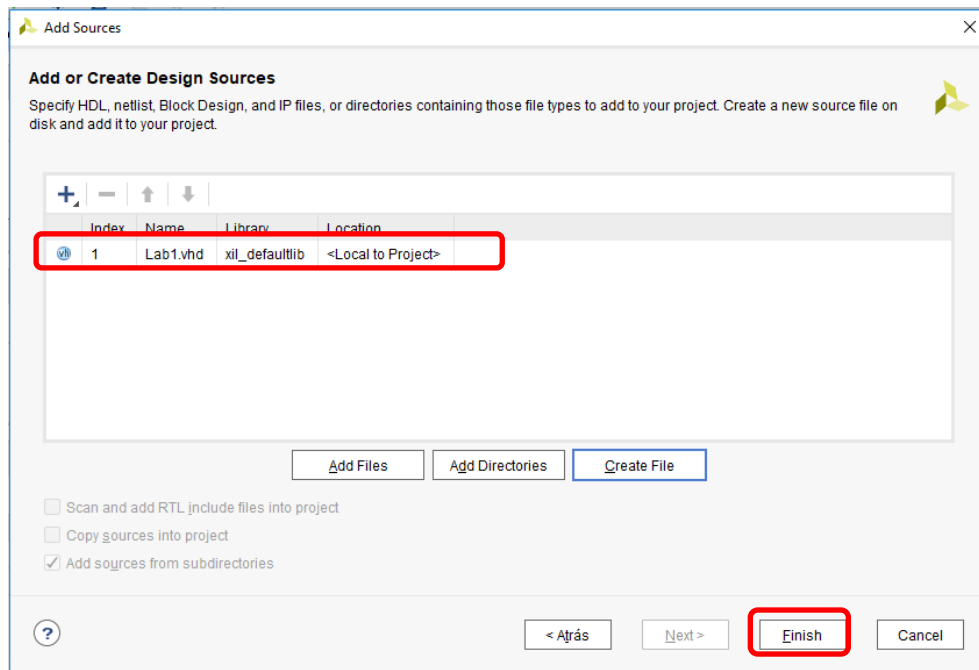 Add Sources
Add or Create Design Sources
Specify HDL, netlist, Block Design, and IP files, or directories containing those file types to add to your project. Create a new source file on
disk and add it to your project.
Index Name Library Location
vh 1 Lab1.vhd xil_defaultlib <Local to Project>
Add Files Add Directories Create File
Scan and add RTL include files into project
Copy sources into project
Add sources from subdirectories
? < Atrás Next > Finish Cancel